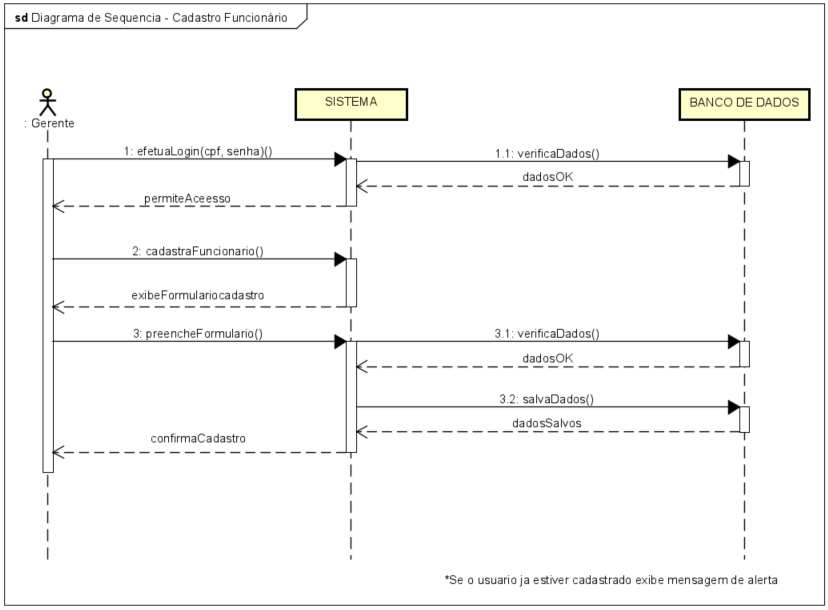 sd Diagrama de Sequencia - Cadastro Funcionário
: Gerente
SISTEMA
BANCO DE DADOS
1: efetuaLogin(cpf, senha)()
1.1: verificaDados()
dadosOK
permiteAceesso
2: cadastraFuncionario()
exibeFormulariocadastro
3: preencheFormulario()
3.1: verificaDados()
dadosOK
3.2: salvaDados()
dadosSalvos
confirmaCadastro
*Se o usuario ja estiver cadastrado exibe mensagem de alerta